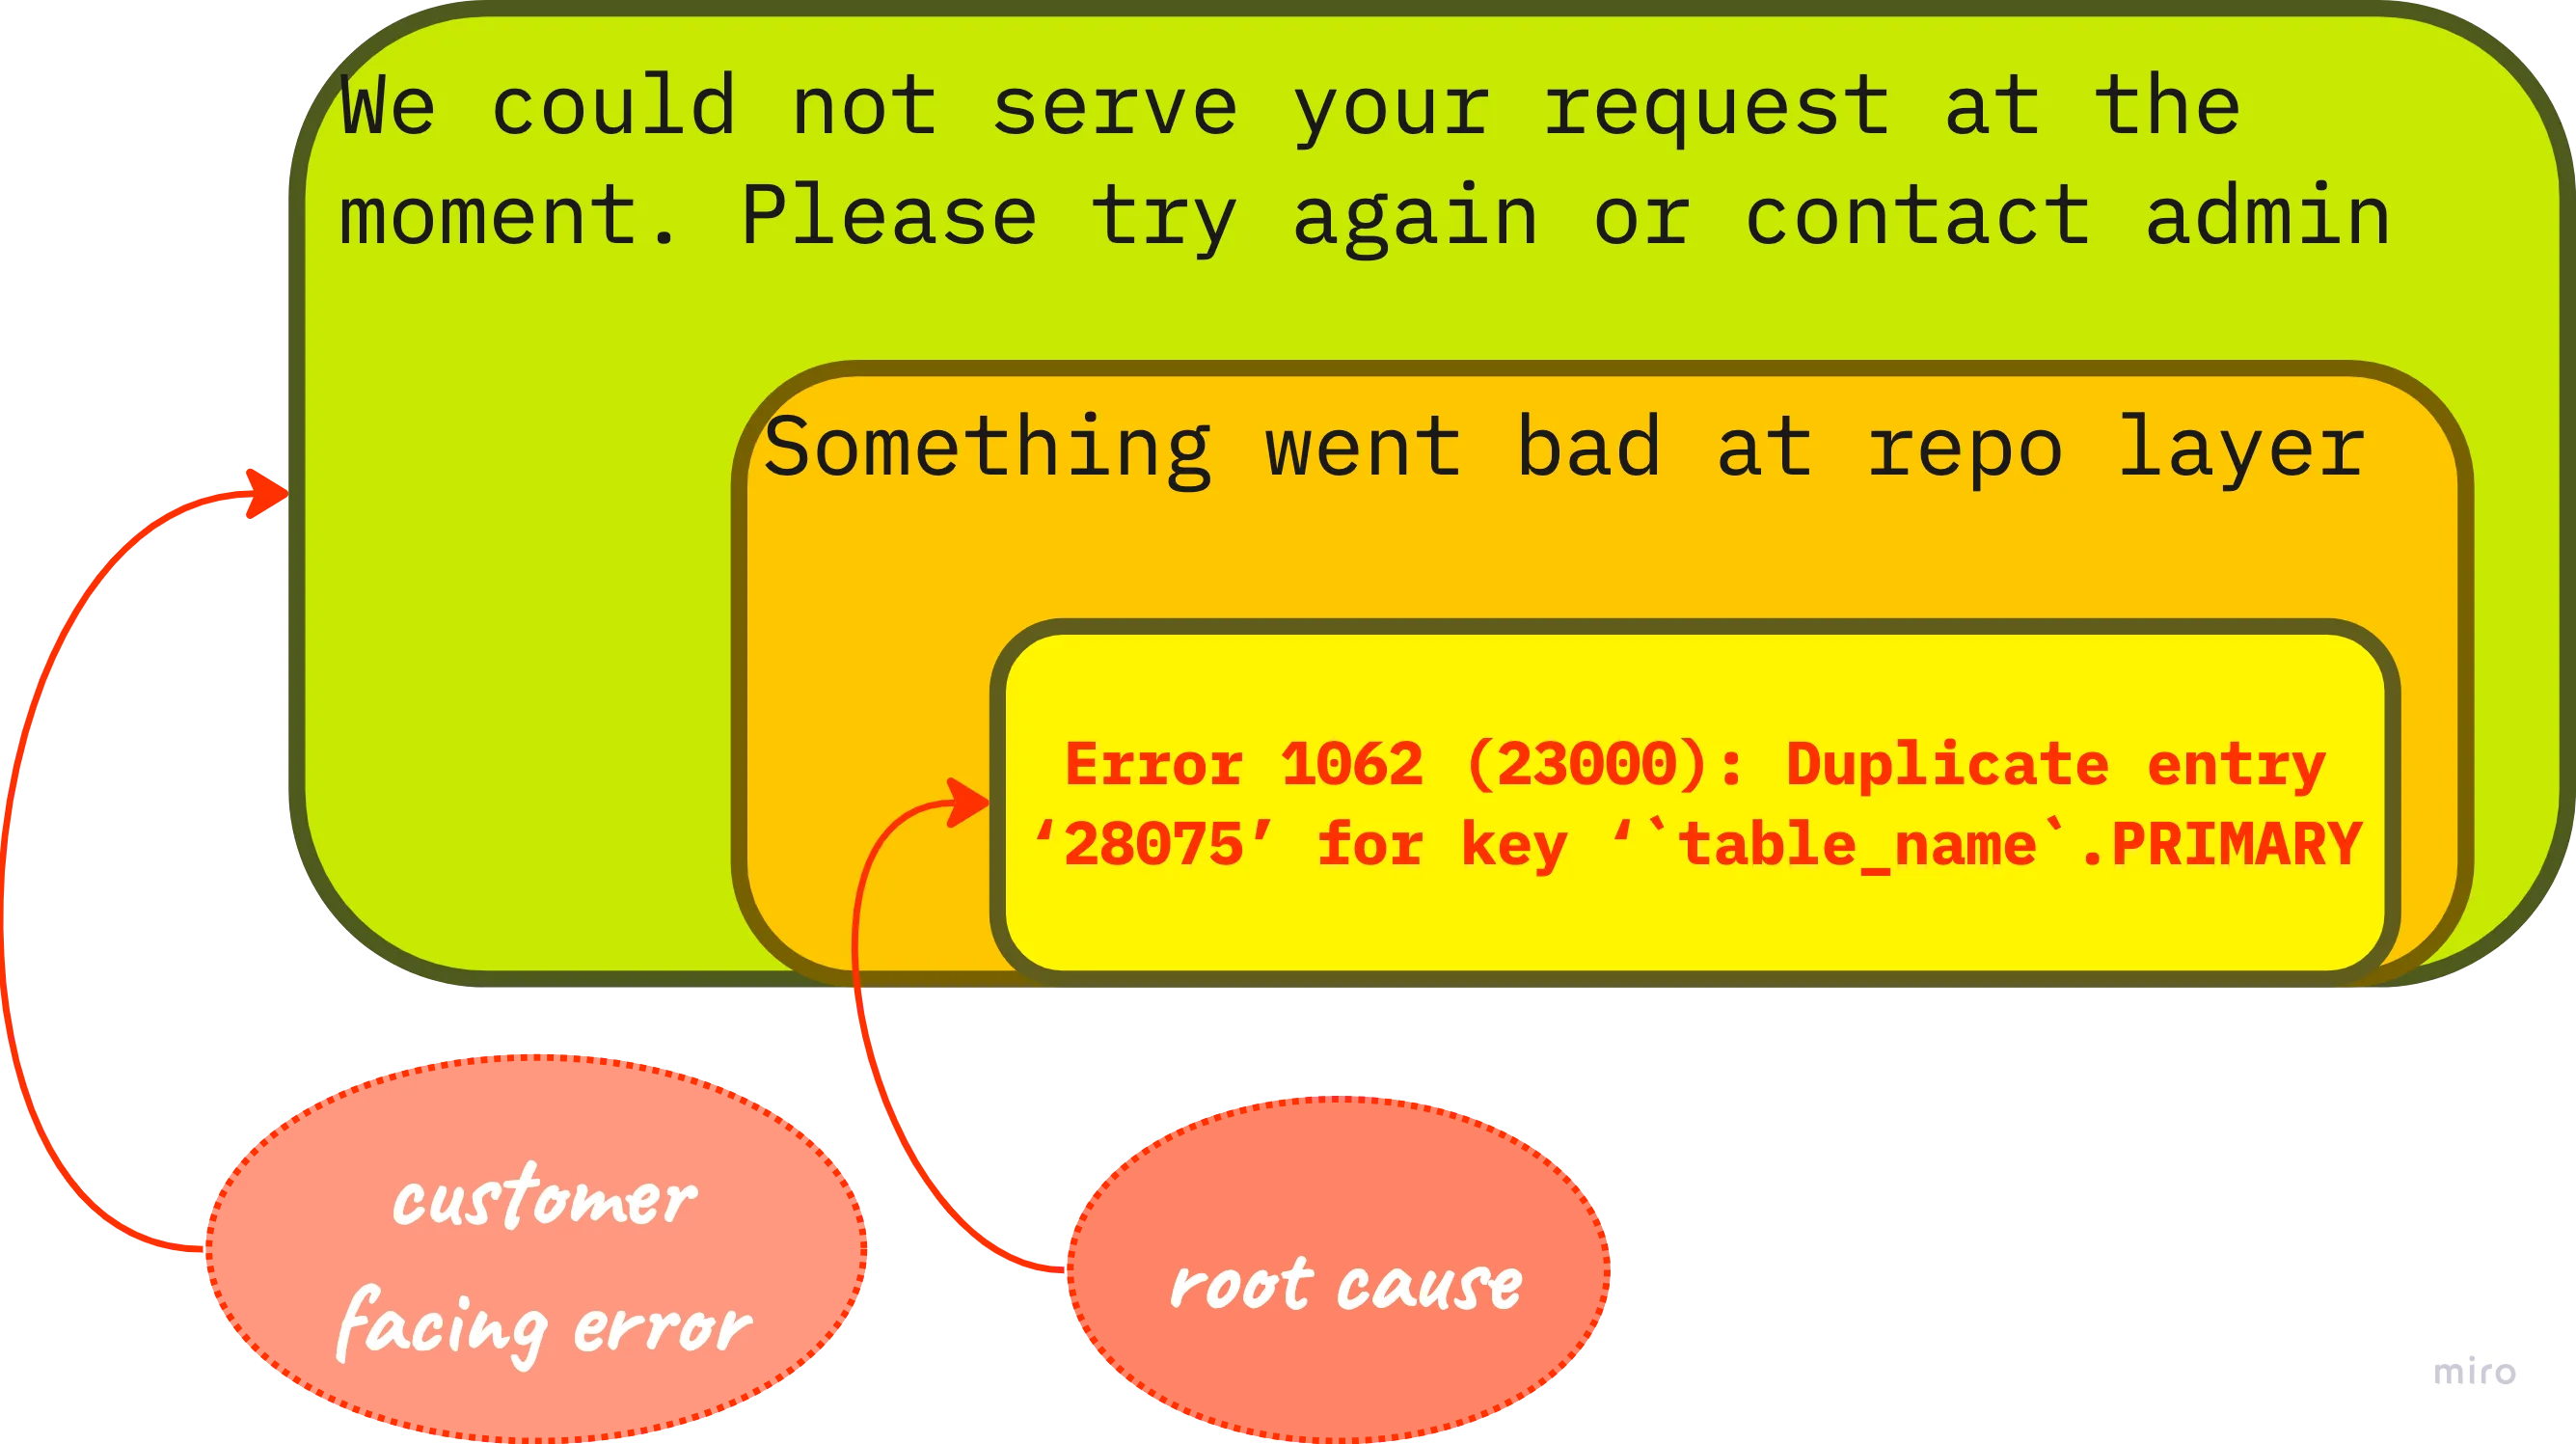 We could not serve your request at the
moment. Please try again or contact admin
Something went bad at repo layer
Error 1062 (23000): Duplicate entry
‘28075’ for key ‘`table_name`.PRIMARY
customer
facing error
root cause
miro